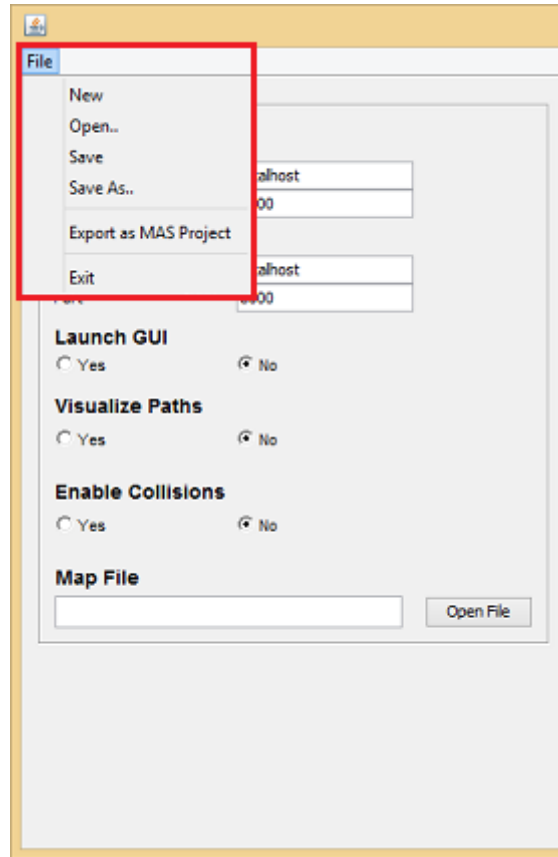 File
New
Open..
Save
Save As..
Export as MAS Project
Exit
alhost
00
alhost
Launch GUI
Yes No
Visualize Paths
Yes No
Enable Collisions
Yes No
Map File
Open File